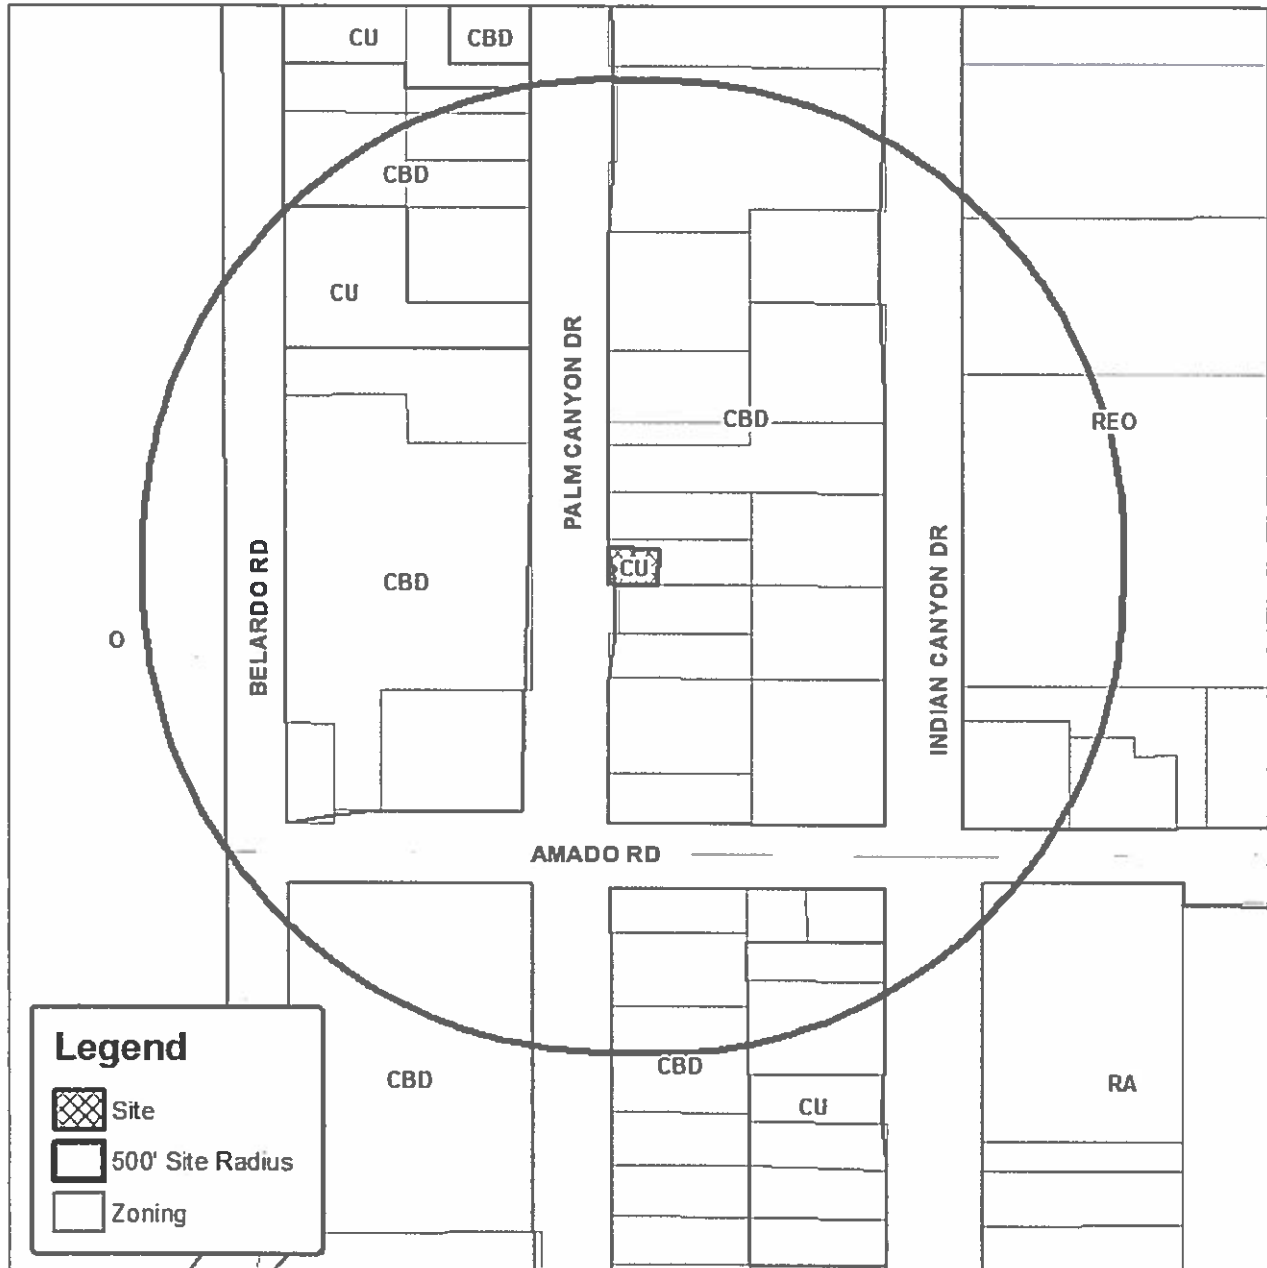 CU
CBD
CBD
CU
PALM CANYON DR
CBD
REO
CU
CBD
BELARDO RD
INDIAN CANYON DR
O
AMADO RD
Legend
Site
500' Site Radius
Zoning
CBD
CBD
CU
RA